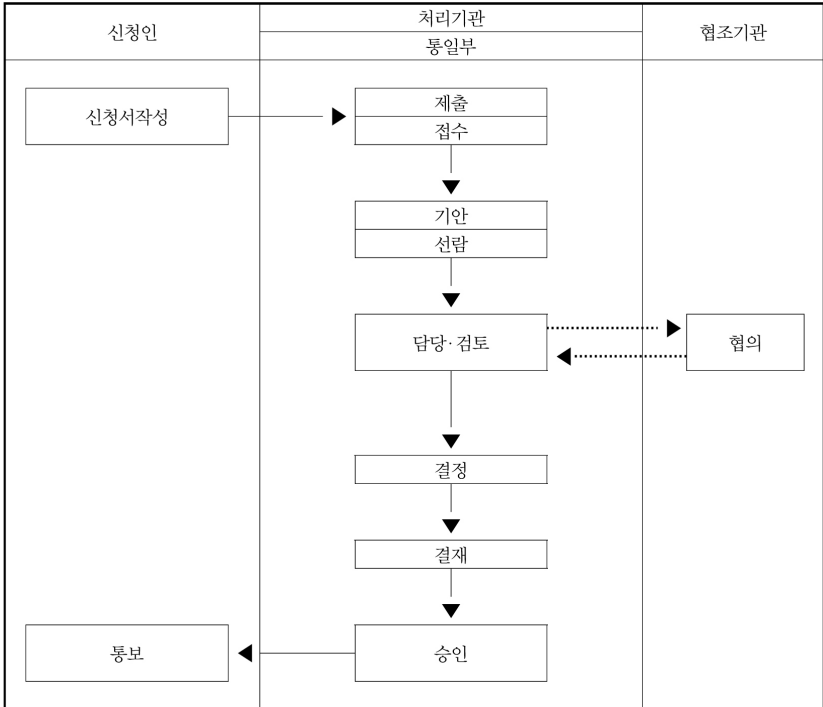 신청인
처리기관
통일부
협조기관
신청서작성
제출
접수
기안
선람
담당·검토
협의
결정
결재
통보
승인